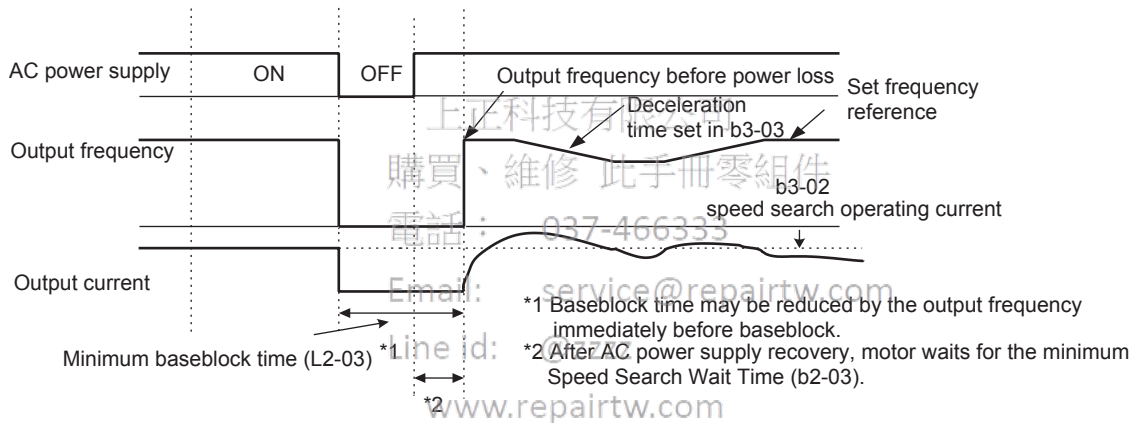 AC power supply
ON
OFF
Output frequency before power loss
Set frequency
reference
Deceleration
time set in b3-03
上正科技有限公司
Output frequency
購買、維修 此手冊零組件
b3-02
speed search operating current
電話： 037-466333
Output current
Email: service@repairtw.com
*1 Baseblock time may be reduced by the output frequency
immediately before baseblock.
Minimum baseblock time (L2-03) *1
Line id: @zzzz
*2 After AC power supply recovery, motor waits for the minimum
Speed Search Wait Time (b2-03).
*2
www.repairtw.com